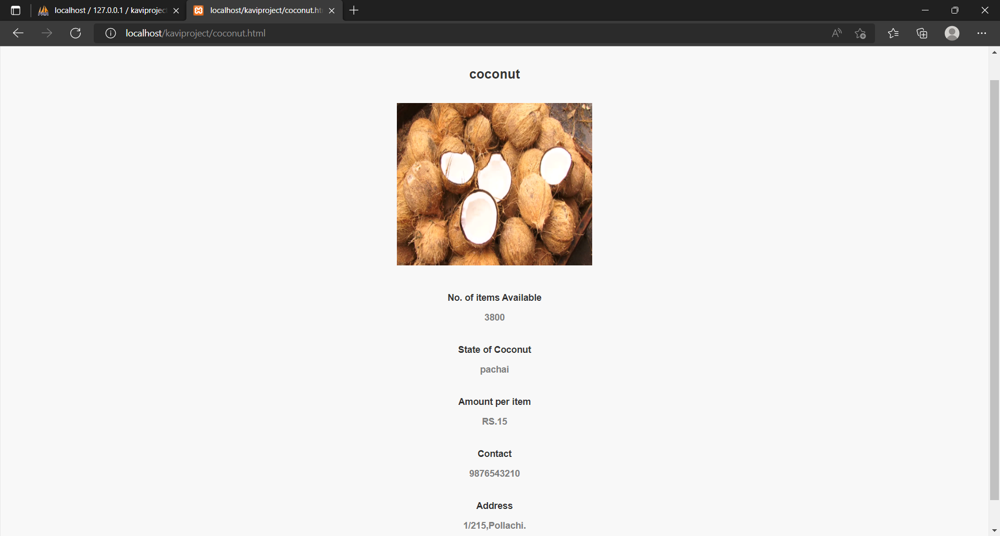 localhost / 127.0.0.1 / kaviprojec
localhost/kaviproject/coconut.ht
localhost/kaviproject/coconut.html
coconut
No. of items Available
3800
State of Coconut
pachai
Amount per item
RS.15
Contact
9876543210
Address
1/215,Pollachi.